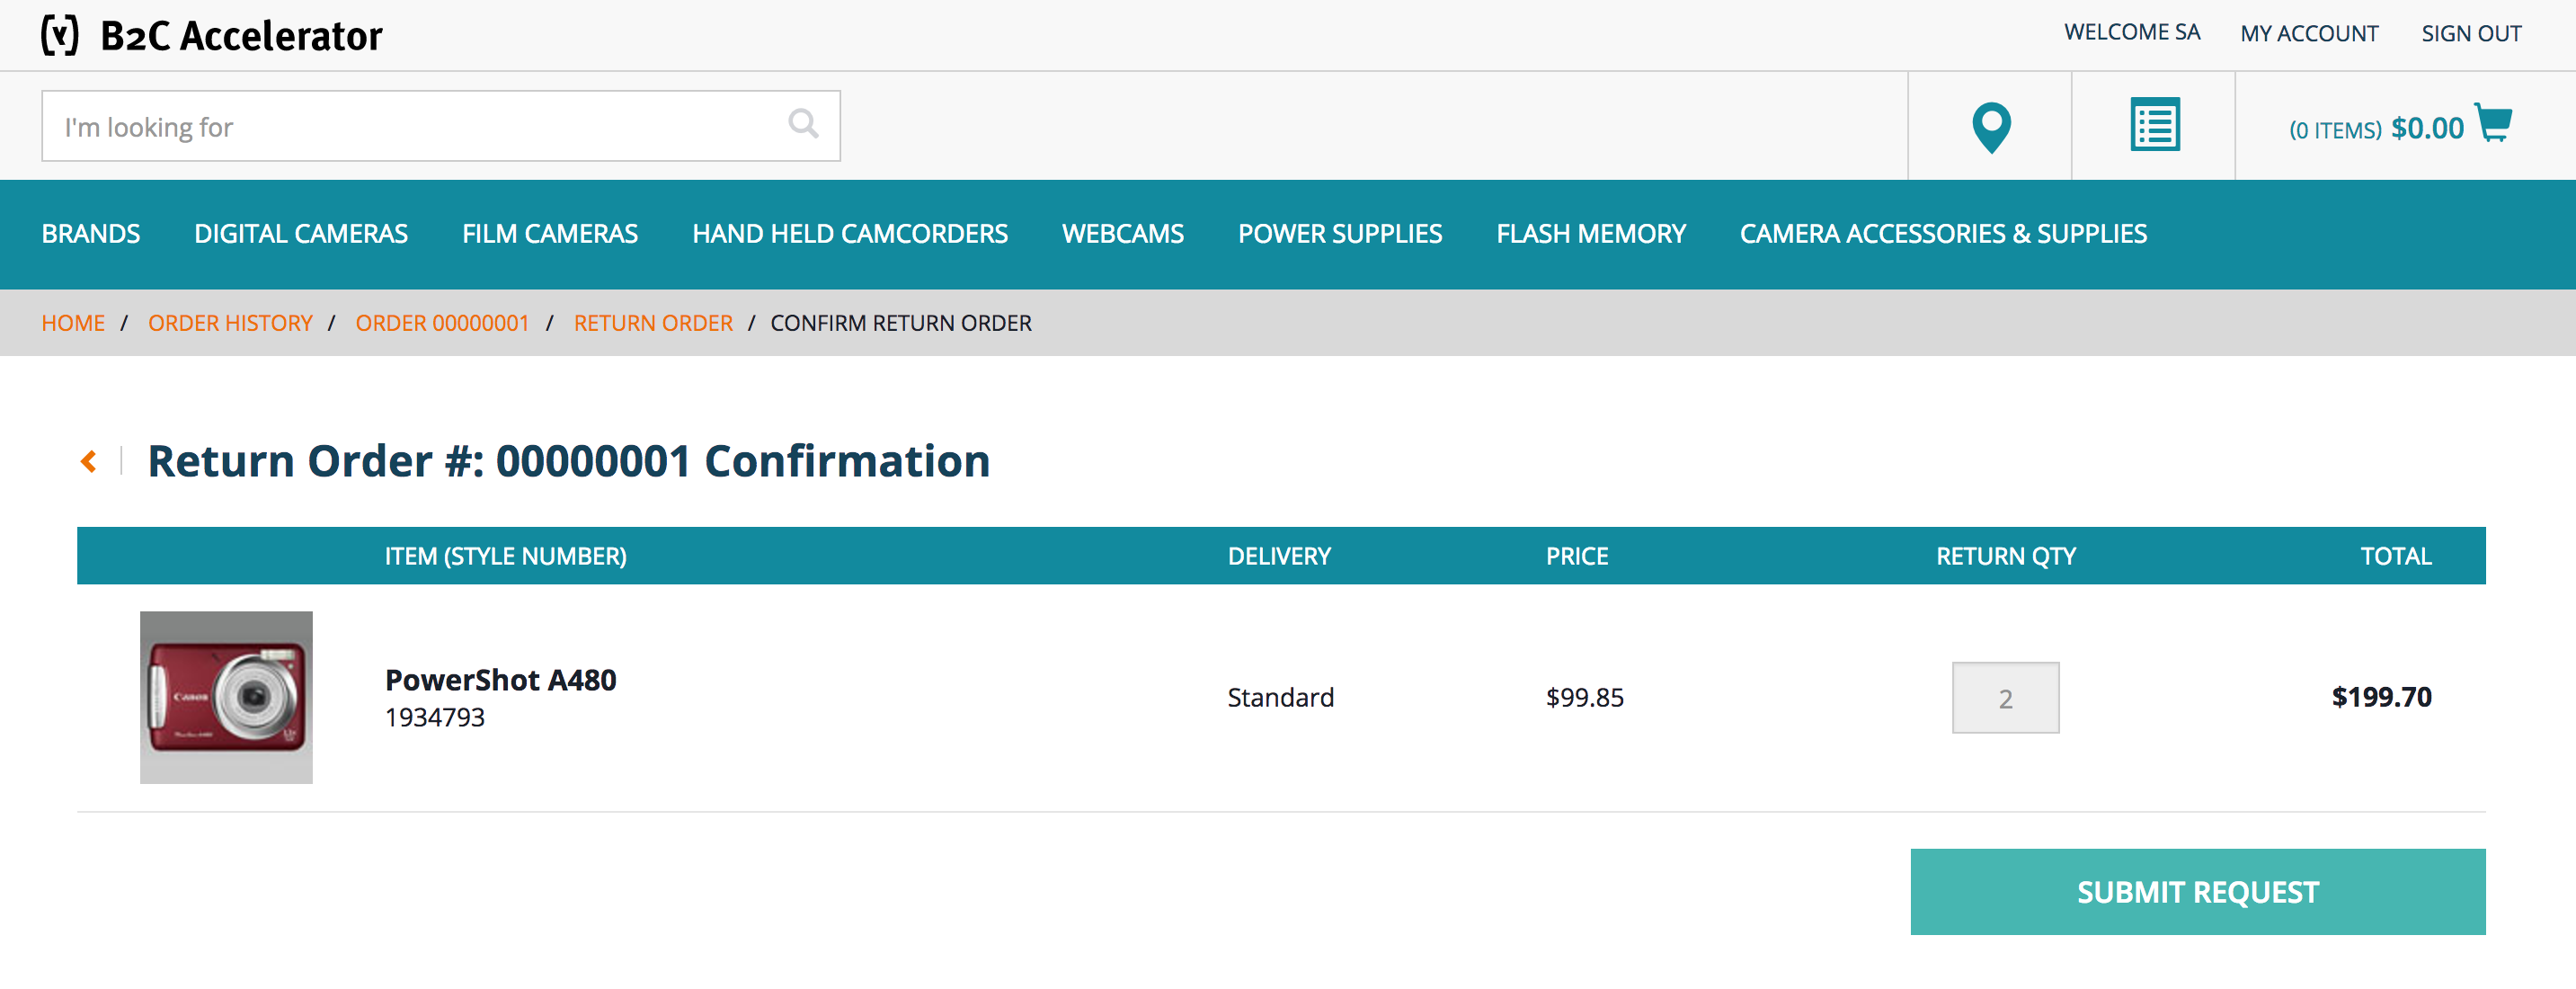 (y) B2C Accelerator
WELCOME SA MY ACCOUNT SIGN OUT
I'm looking for
(0 ITEMS) $0.00
BRANDS DIGITAL CAMERAS FILM CAMERAS HAND HELD CAMCORDERS WEBCAMS POWER SUPPLIES FLASH MEMORY CAMERA ACCESSORIES & SUPPLIES
HOME / ORDER HISTORY / ORDER 00000001 / RETURN ORDER / CONFIRM RETURN ORDER
Return Order #: 00000001 Confirmation
ITEM (STYLE NUMBER) DELIVERY PRICE RETURN QTY TOTAL
Canon
PowerShot A480
1934793
Standard $99.85 2 $199.70
SUBMIT REQUEST